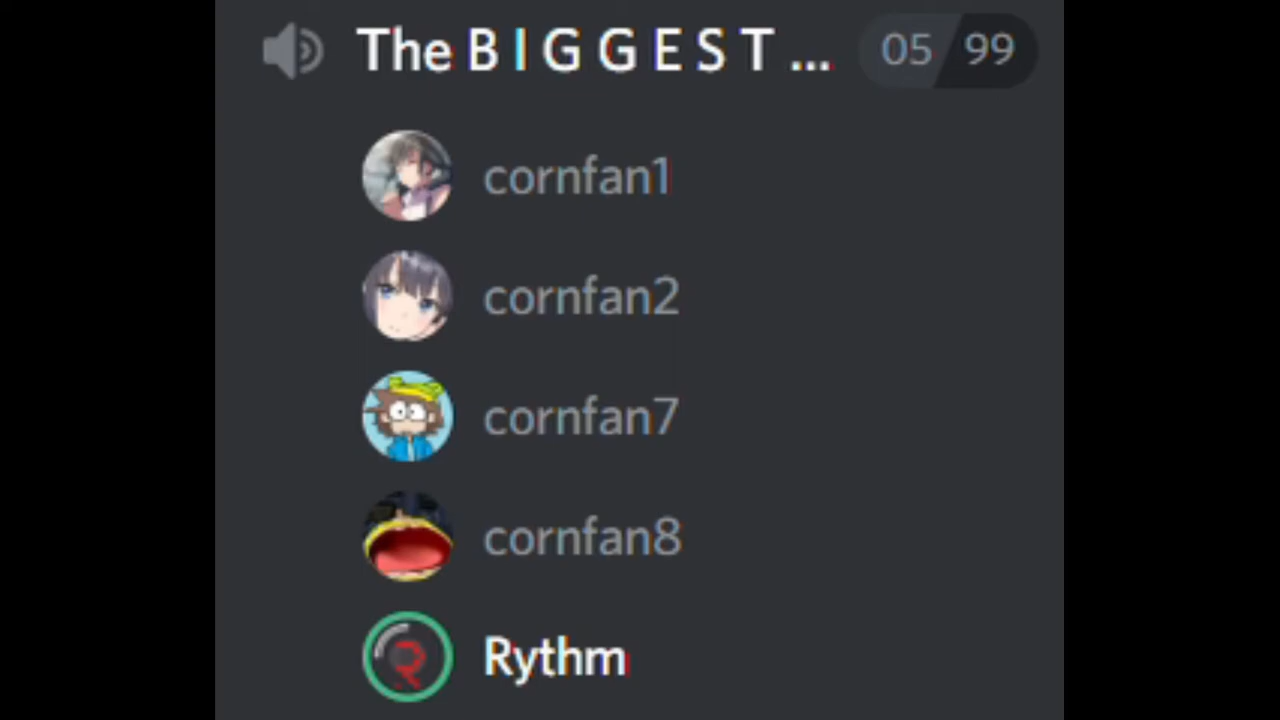 The B I G G E S T ... 05 99
cornfan1
cornfan2
cornfan7
cornfan8
Rythm